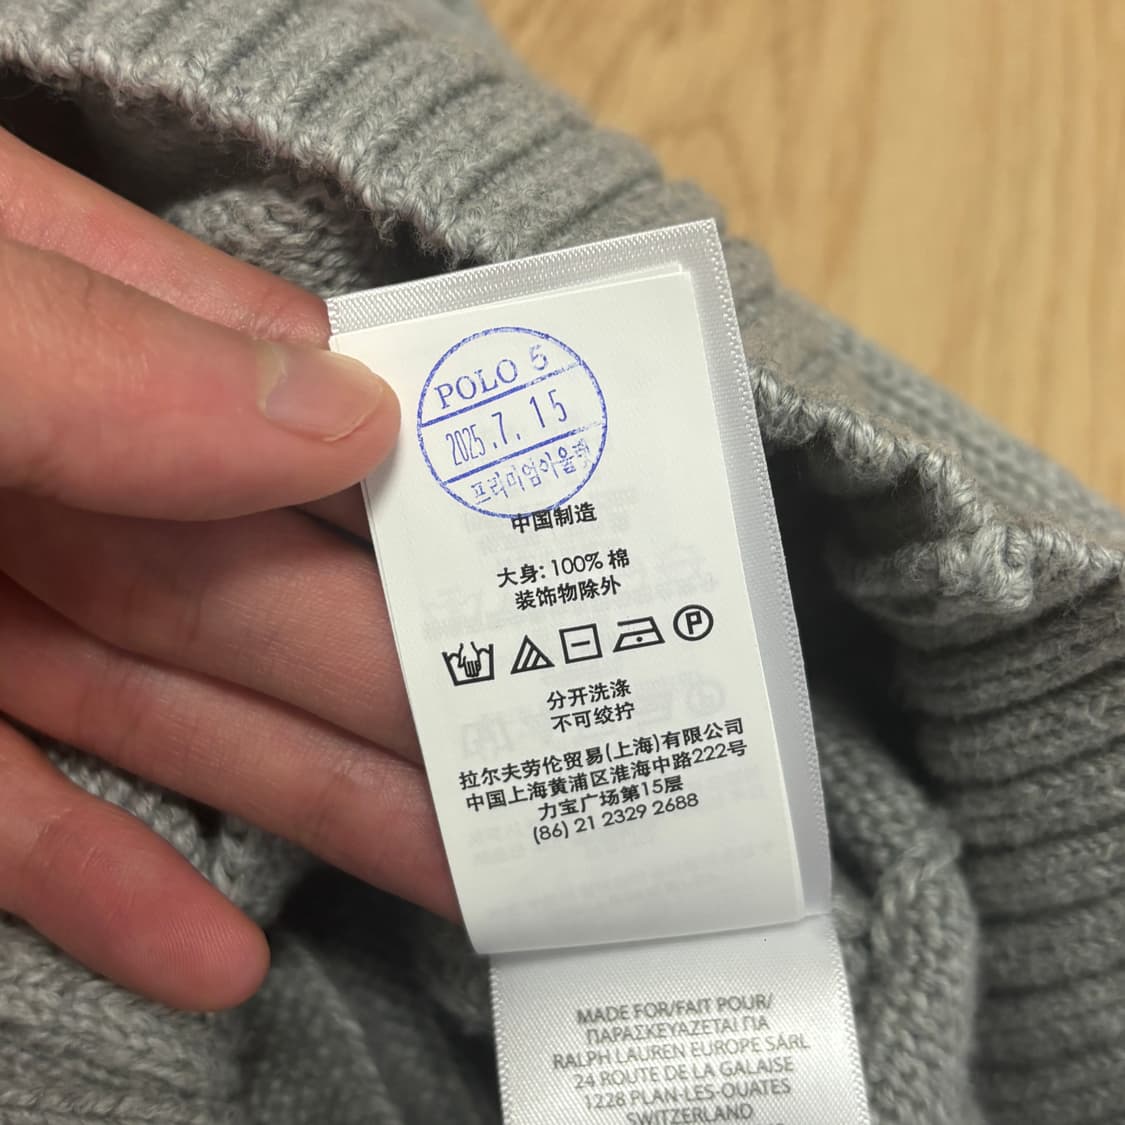 POLO 5
2025.7.15
프리미엄아울렛
中国制造
大身: 100% 棉
装饰物除外
P
分开洗涤
不可绞拧
拉尔夫劳伦贸易(上海)有限公司
中国上海黄浦区淮海中路222号
力宝广场第15层
(86) 21 2329 2688
MADE FOR/FAIT POUR/
ΠΑΡΑΣΚΕΥΑΖΕΤΑΙ ΓΙΑ
RALPH LAUREN EUROPE SÁRL
24 ROUTE DE LA GALAISE
1228 PLAN-LES-OUATES
SWITZERLAND